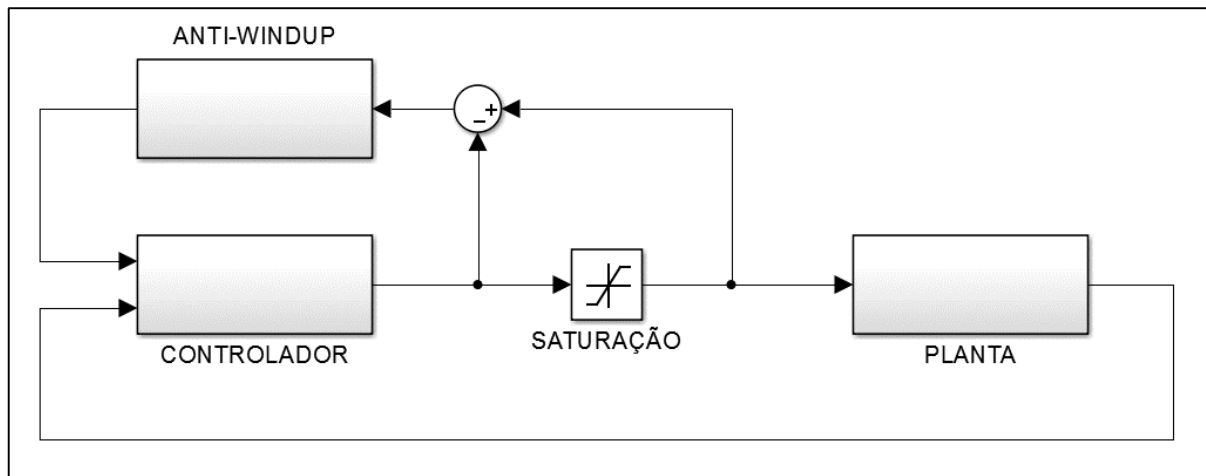 ANTI-WINDUP
+
−
CONTROLADOR
SATURAÇÃO
PLANTA